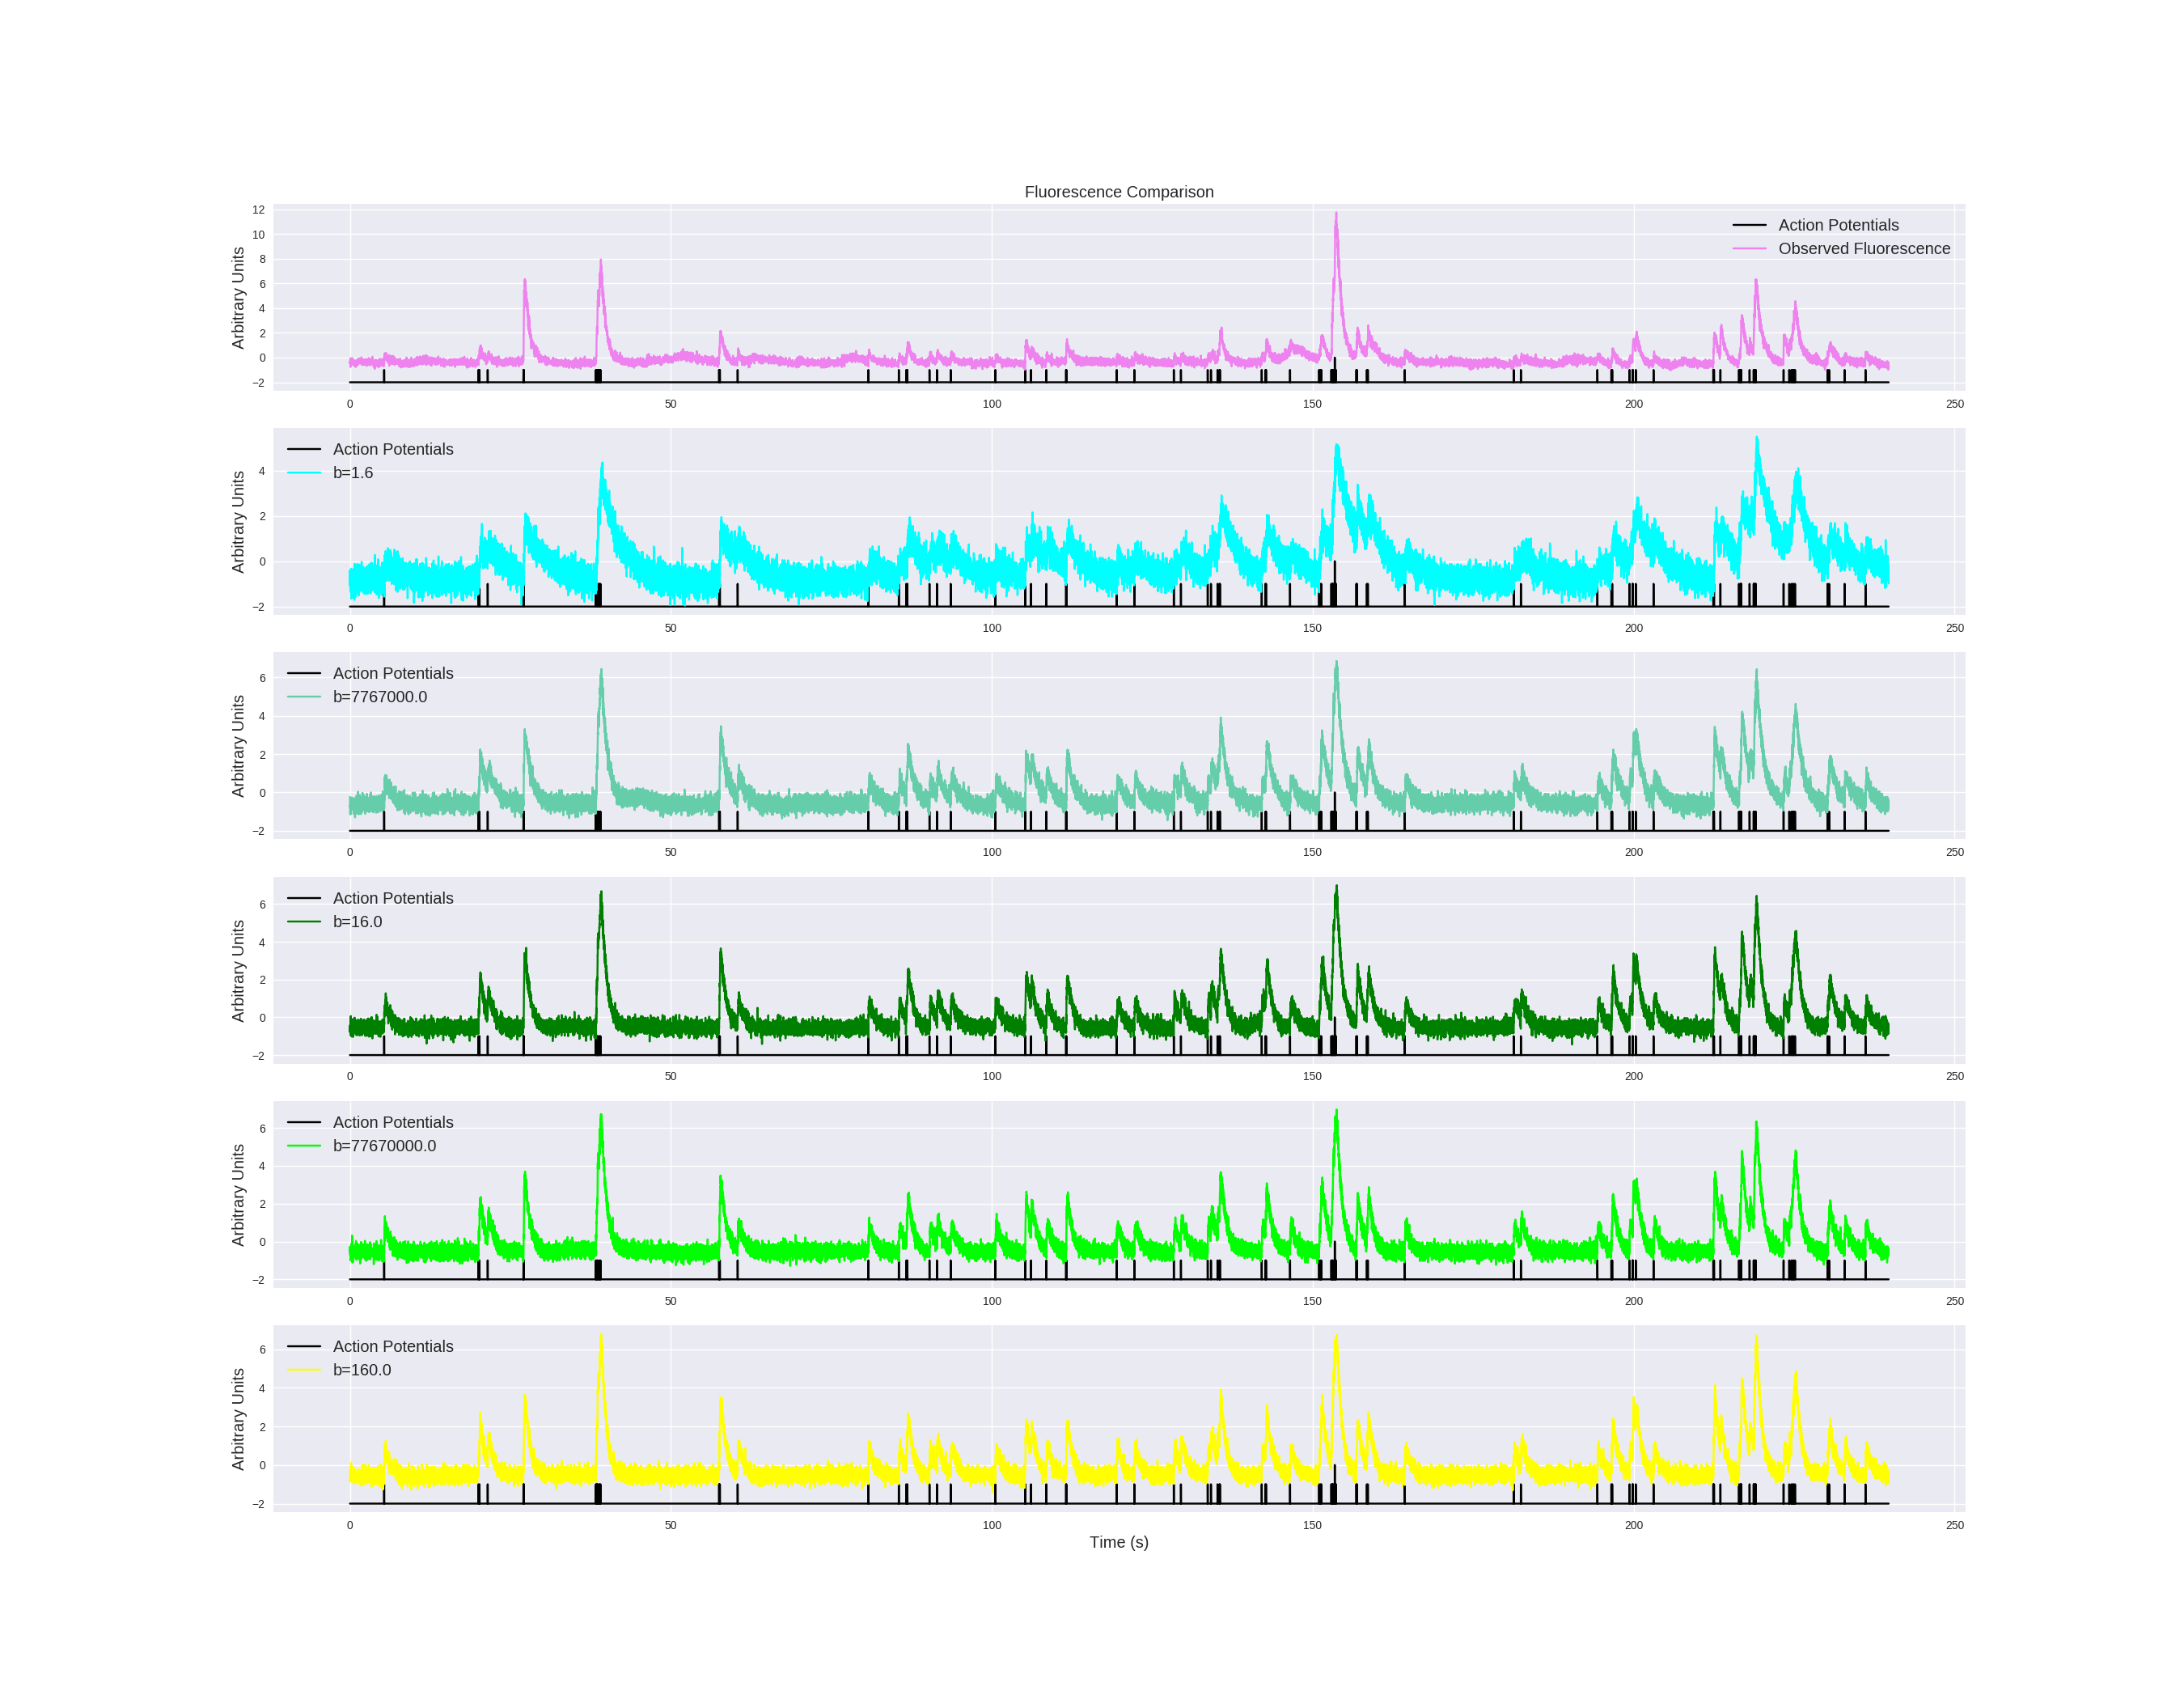 Fluorescence Comparison
Arbitrary Units
12
10
8
6
4
2
0
−2
Action Potentials
Observed Fluorescence
0 50 100 150 200 250
Arbitrary Units
4
2
0
−2
Action Potentials
b=1.6
0 50 100 150 200 250
Arbitrary Units
6
4
2
0
−2
Action Potentials
b=7767000.0
0 50 100 150 200 250
Arbitrary Units
6
4
2
0
−2
Action Potentials
b=16.0
0 50 100 150 200 250
Arbitrary Units
6
4
2
0
−2
Action Potentials
b=77670000.0
0 50 100 150 200 250
Arbitrary Units
6
4
2
0
−2
Action Potentials
b=160.0
0 50 100 150 200 250
Time (s)